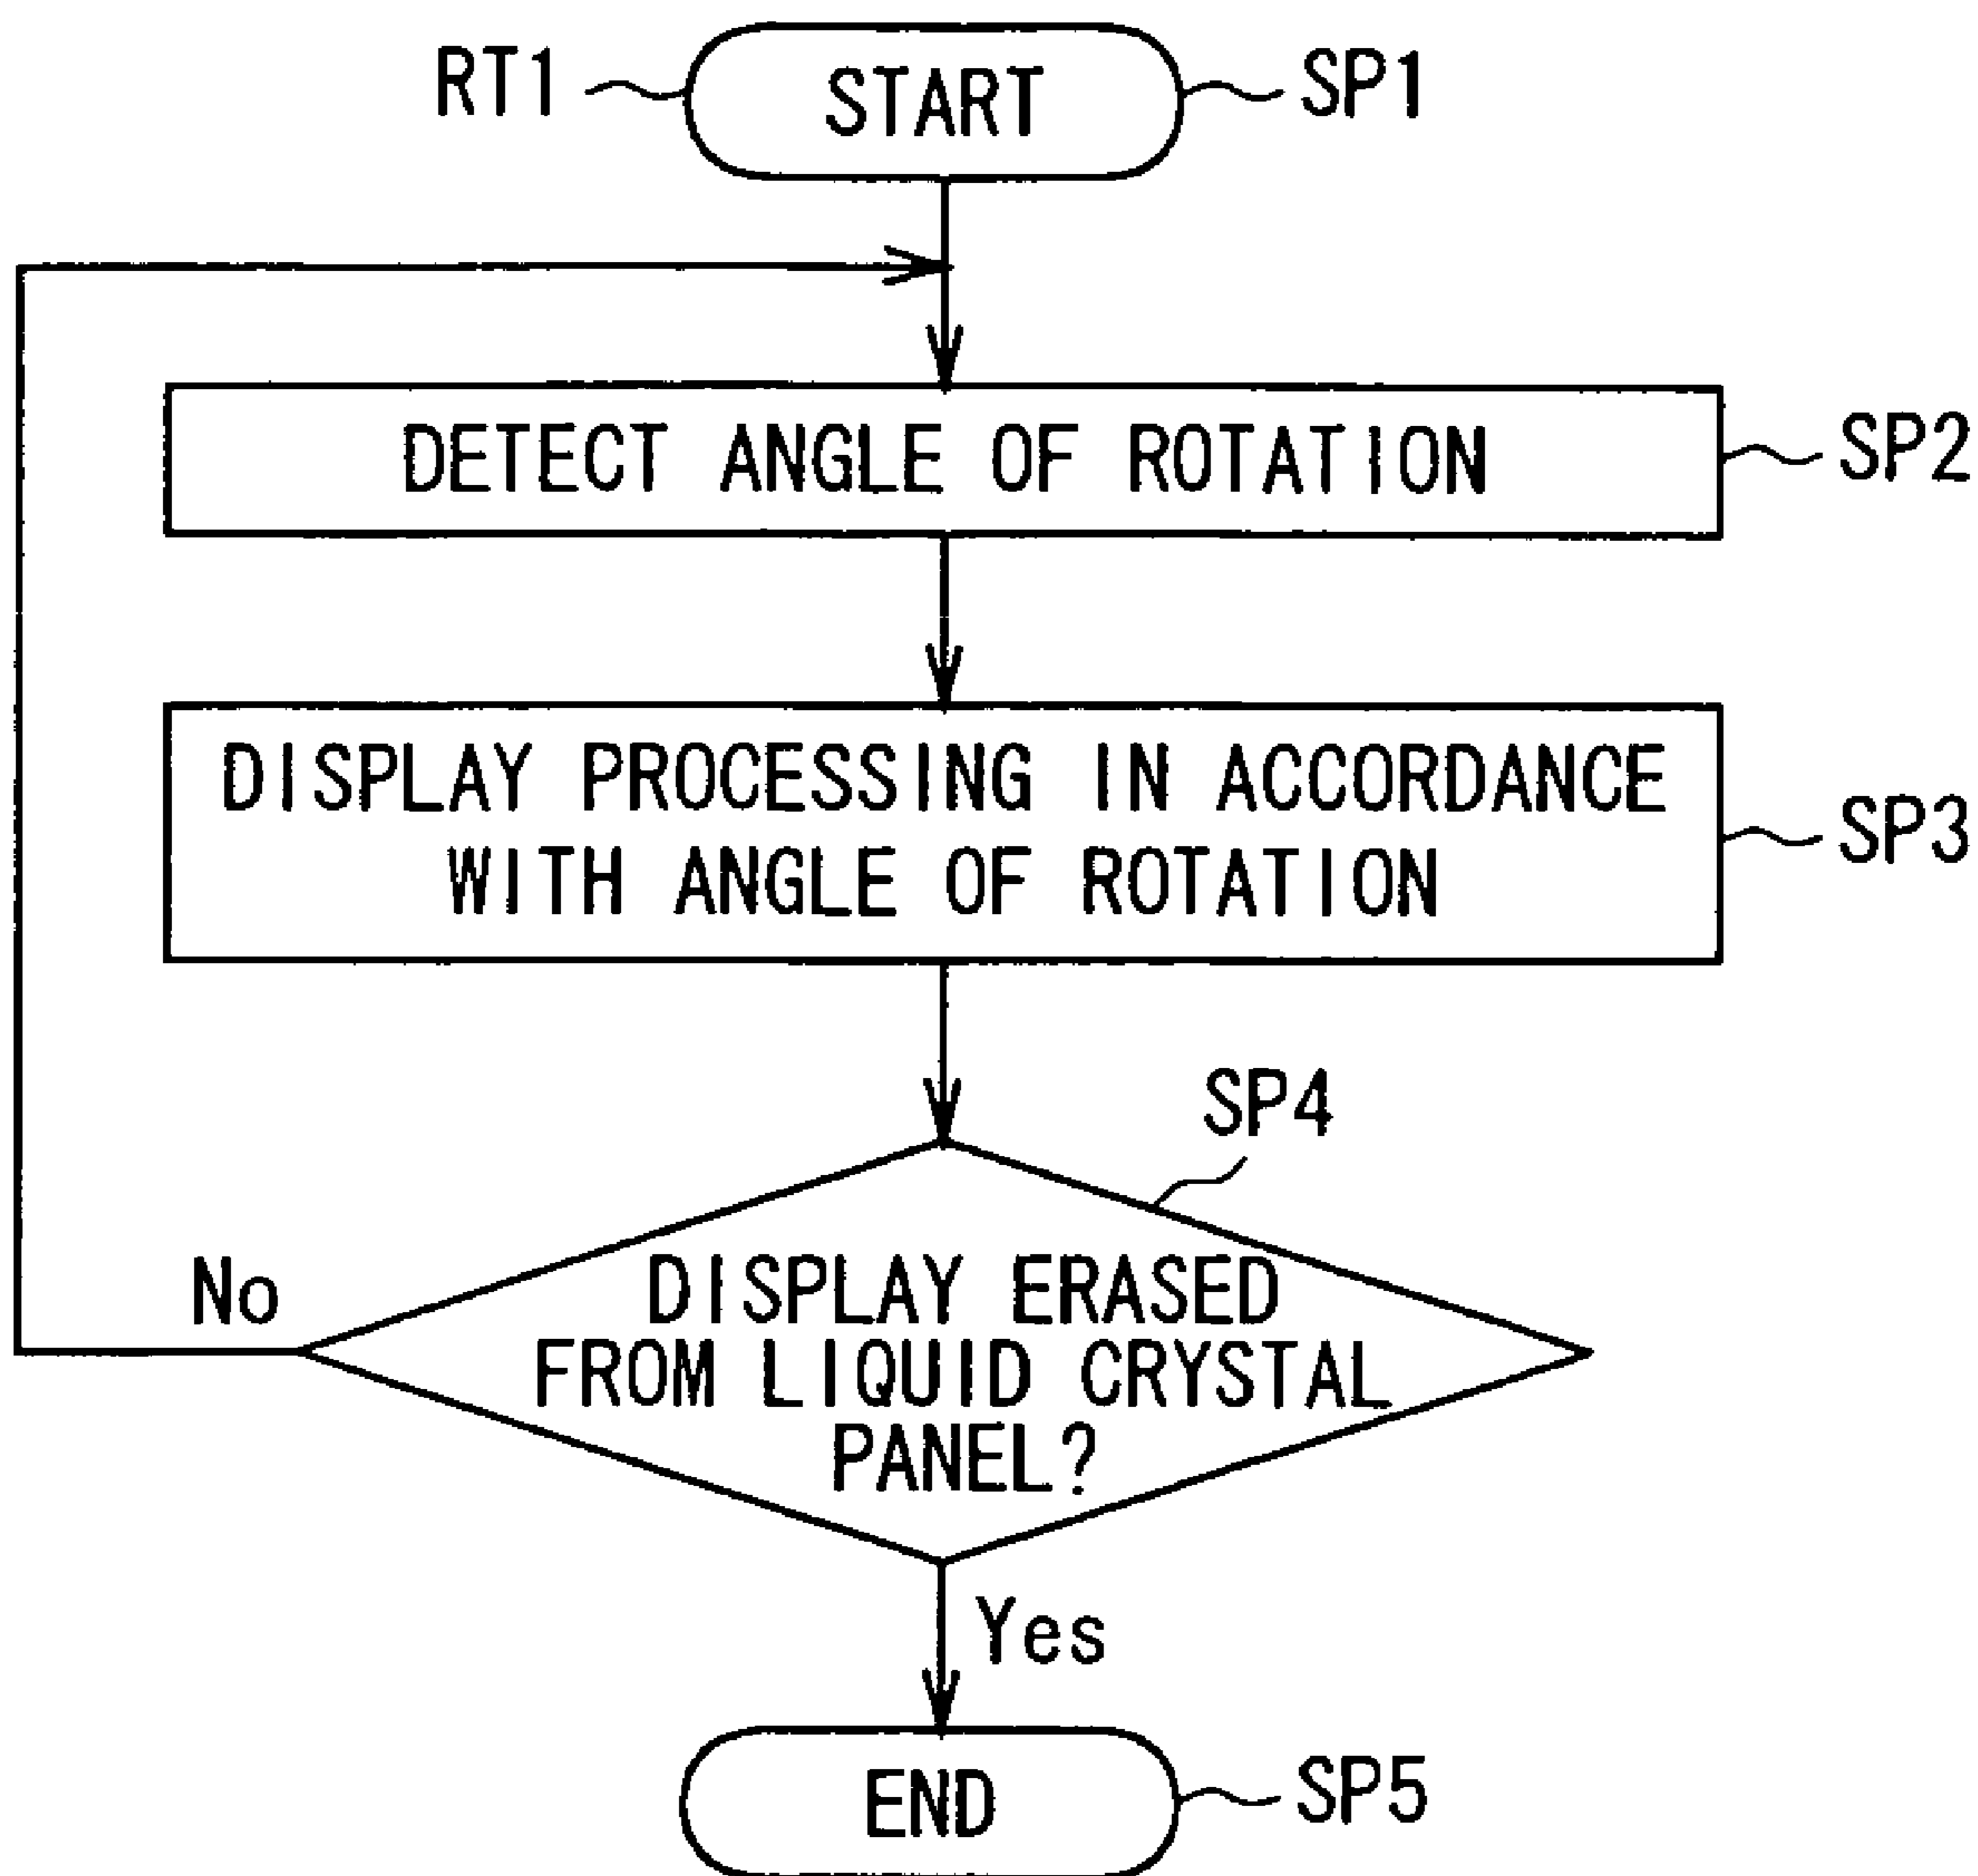 RT1
START
SP1
DETECT ANGLE OF ROTATION
SP2
DISPLAY PROCESSING IN ACCORDANCE
WITH ANGLE OF ROTATION
SP3
SP4
DISPLAY ERASED
FROM LIQUID CRYSTAL
PANEL?
No
Yes
END
SP5